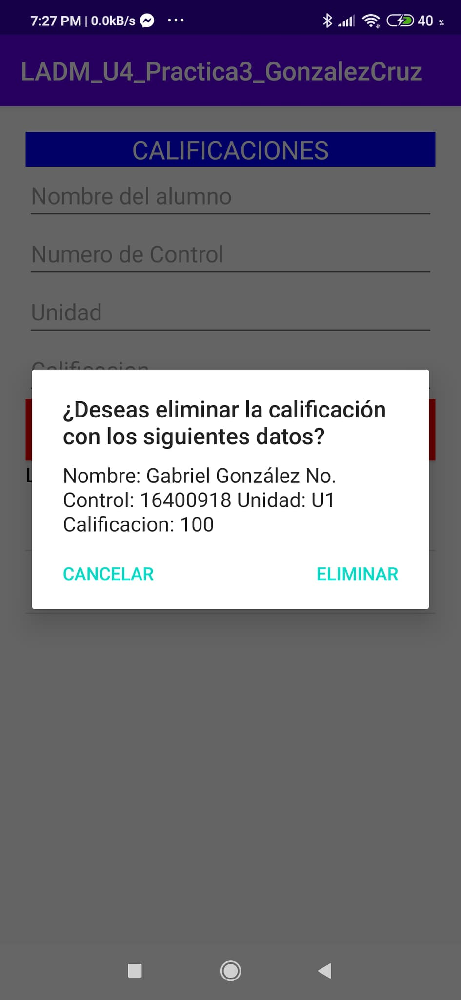 7:27 PM | 0.0kB/s ... 40 %
LADM_U4_Practica3_GonzalezCruz
CALIFICACIONES
Nombre del alumno
Numero de Control
Unidad
Calificacion
¿Deseas eliminar la calificación
con los siguientes datos?
Nombre: Gabriel González No.
Control: 16400918 Unidad: U1
Calificacion: 100
CANCELAR ELIMINAR